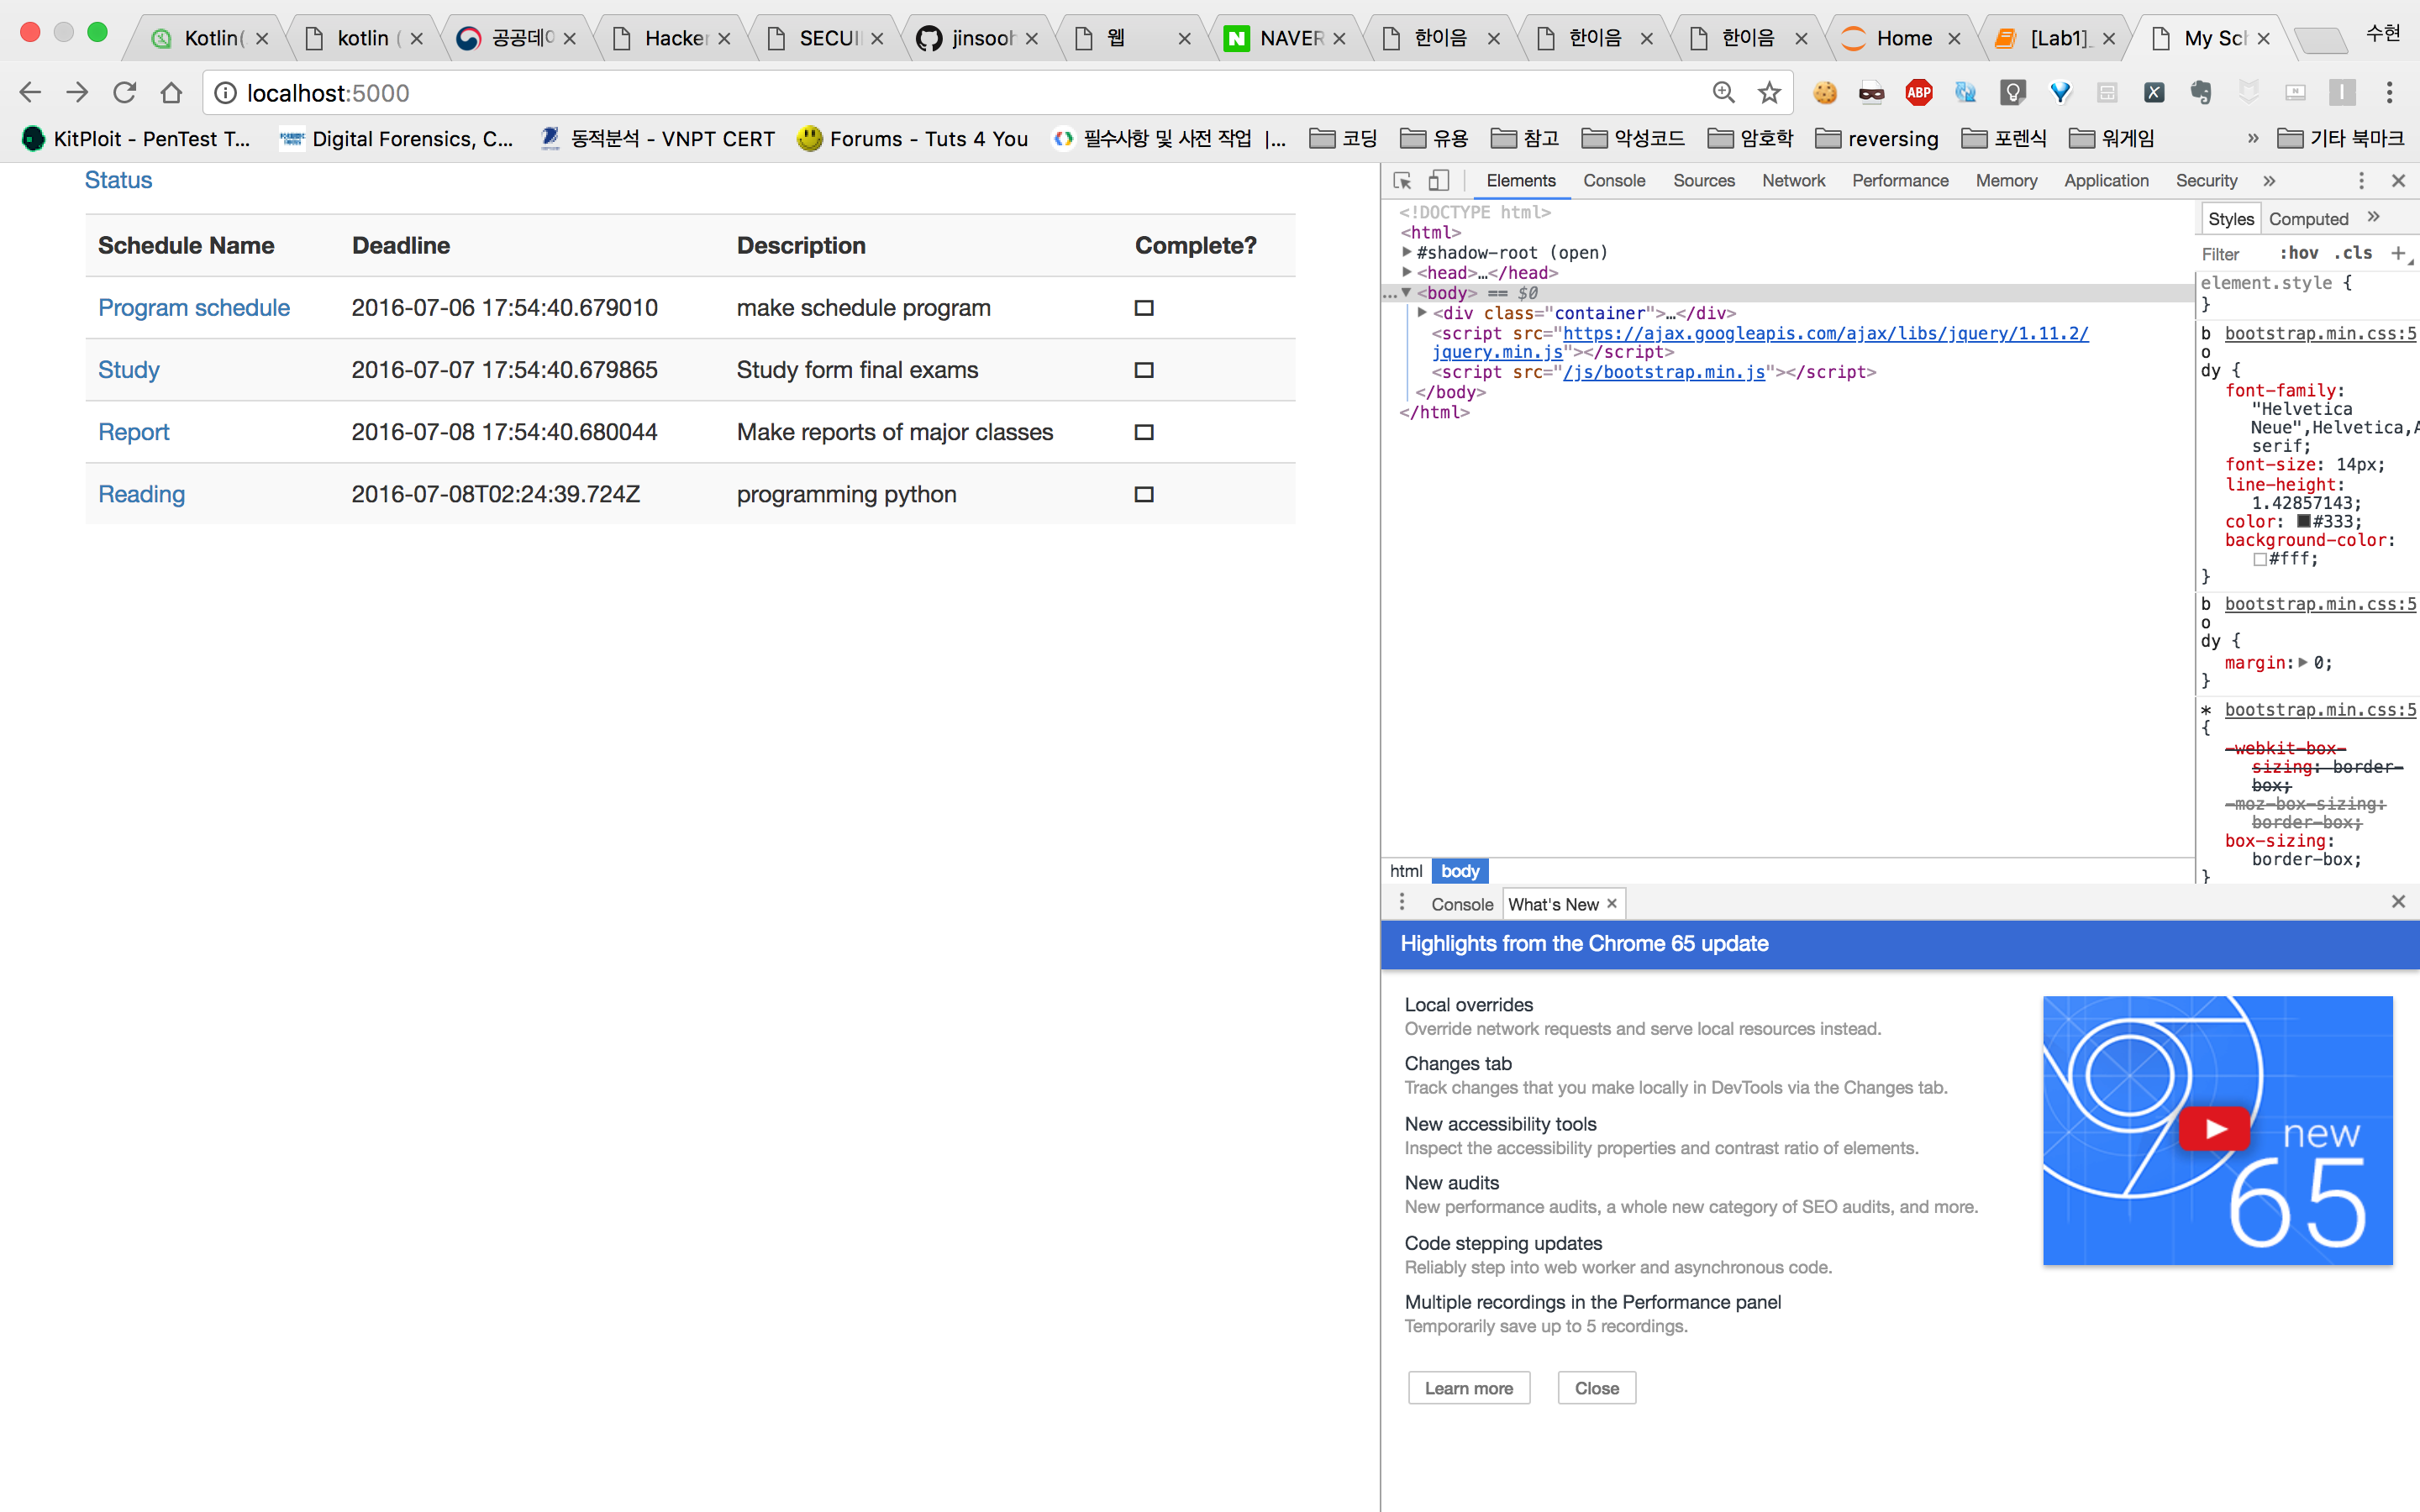 Kotlin(
kotlin (
공공데이
Hacker
SECUI
jinsooh
웹
NAVER
한이음
한이음
한이음
Home
[Lab1]_
My Sch
수현
localhost:5000
ABP
KitPloit - PenTest T...
Digital Forensics, C...
동적분석 - VNPT CERT
Forums - Tuts 4 You
필수사항 및 사전 작업 |...
코딩
유용
참고
악성코드
암호학
reversing
포렌식
워게임
»
기타 북마크
Status
Schedule Name Deadline Description Complete?
Program schedule 2016-07-06 17:54:40.679010 make schedule program
Study 2016-07-07 17:54:40.679865 Study form final exams
Report 2016-07-08 17:54:40.680044 Make reports of major classes
Reading 2016-07-08T02:24:39.724Z programming python
Elements Console Sources Network Performance Memory Application Security »
<!DOCTYPE html>
<html>
#shadow-root (open)
<head>…</head>
<body> == $0
<div class="container">…</div>
<script src="https://ajax.googleapis.com/ajax/libs/jquery/1.11.2/
jquery.min.js"></script>
<script src="/js/bootstrap.min.js"></script>
</body>
</html>
html body
Styles Computed »
Filter :hov .cls +
element.style {
}
b bootstrap.min.css:5
o
dy {
font-family:
"Helvetica
Neue",Helvetica,A
serif;
font-size: 14px;
line-height:
1.42857143;
color: #333;
background-color:
#fff;
}
b bootstrap.min.css:5
o
dy {
margin: 0;
}
* bootstrap.min.css:5
{
-webkit-box-
sizing: border-
box;
-moz-box-sizing:
border-box;
box-sizing:
border-box;
}
Console What's New
Highlights from the Chrome 65 update
Local overrides
Override network requests and serve local resources instead.
Changes tab
Track changes that you make locally in DevTools via the Changes tab.
New accessibility tools
Inspect the accessibility properties and contrast ratio of elements.
New audits
New performance audits, a whole new category of SEO audits, and more.
Code stepping updates
Reliably step into web worker and asynchronous code.
Multiple recordings in the Performance panel
Temporarily save up to 5 recordings.
Learn more Close
new
65